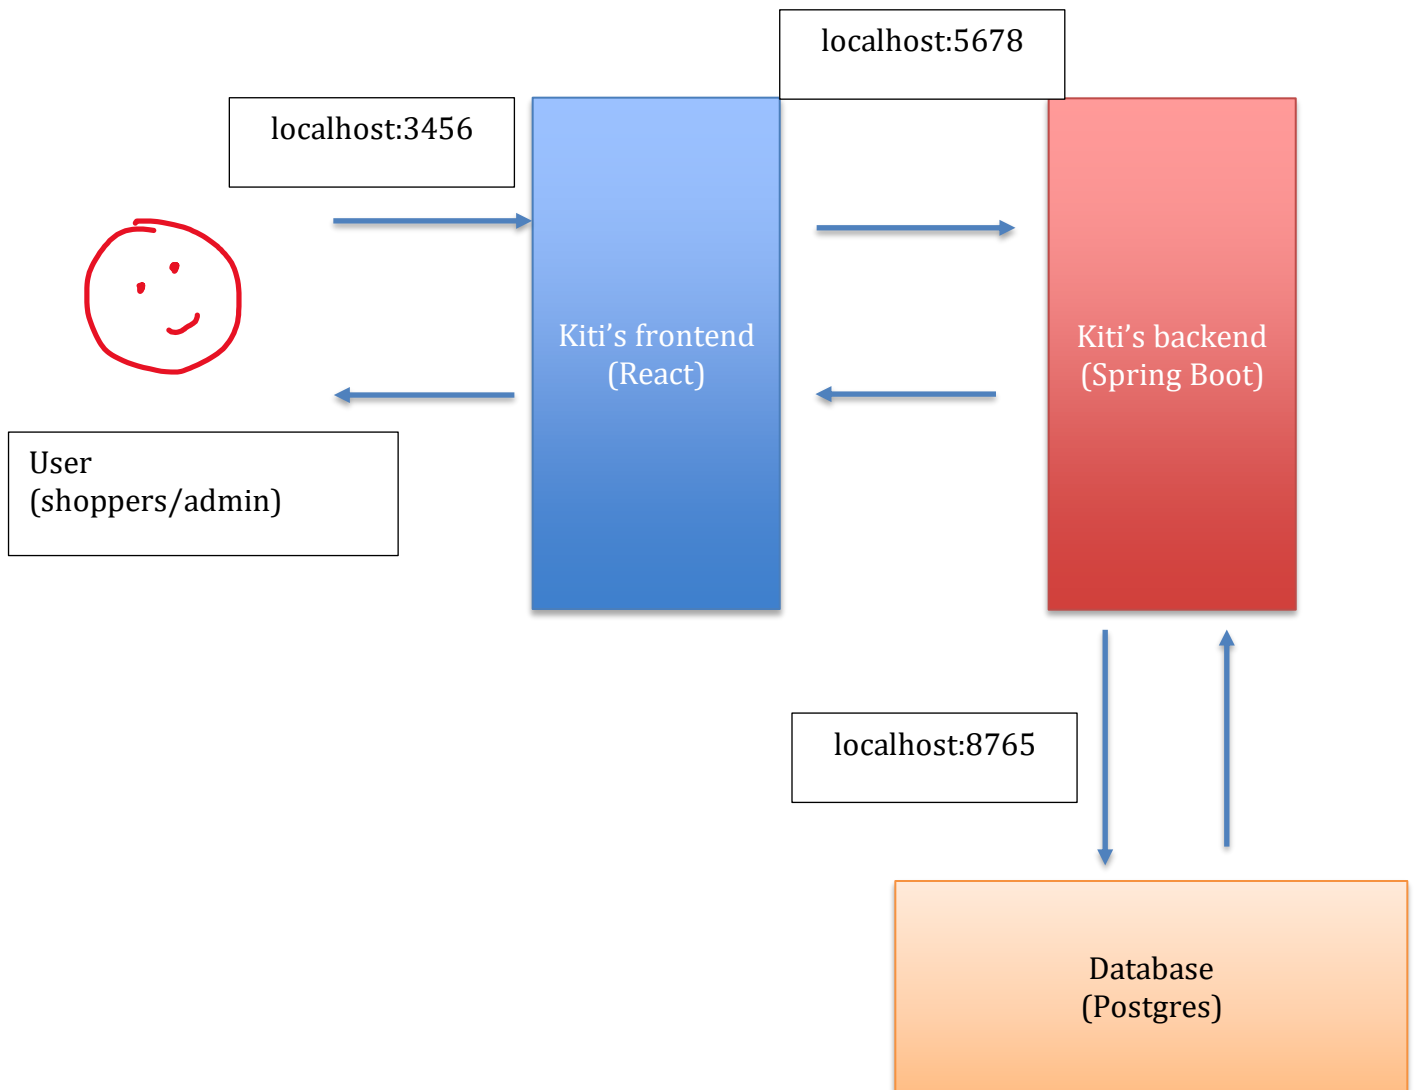 localhost:5678
localhost:3456
Kiti’s frontend
(React)
Kiti’s backend
(Spring Boot)
User
(shoppers/admin)
localhost:8765
Database
(Postgres)